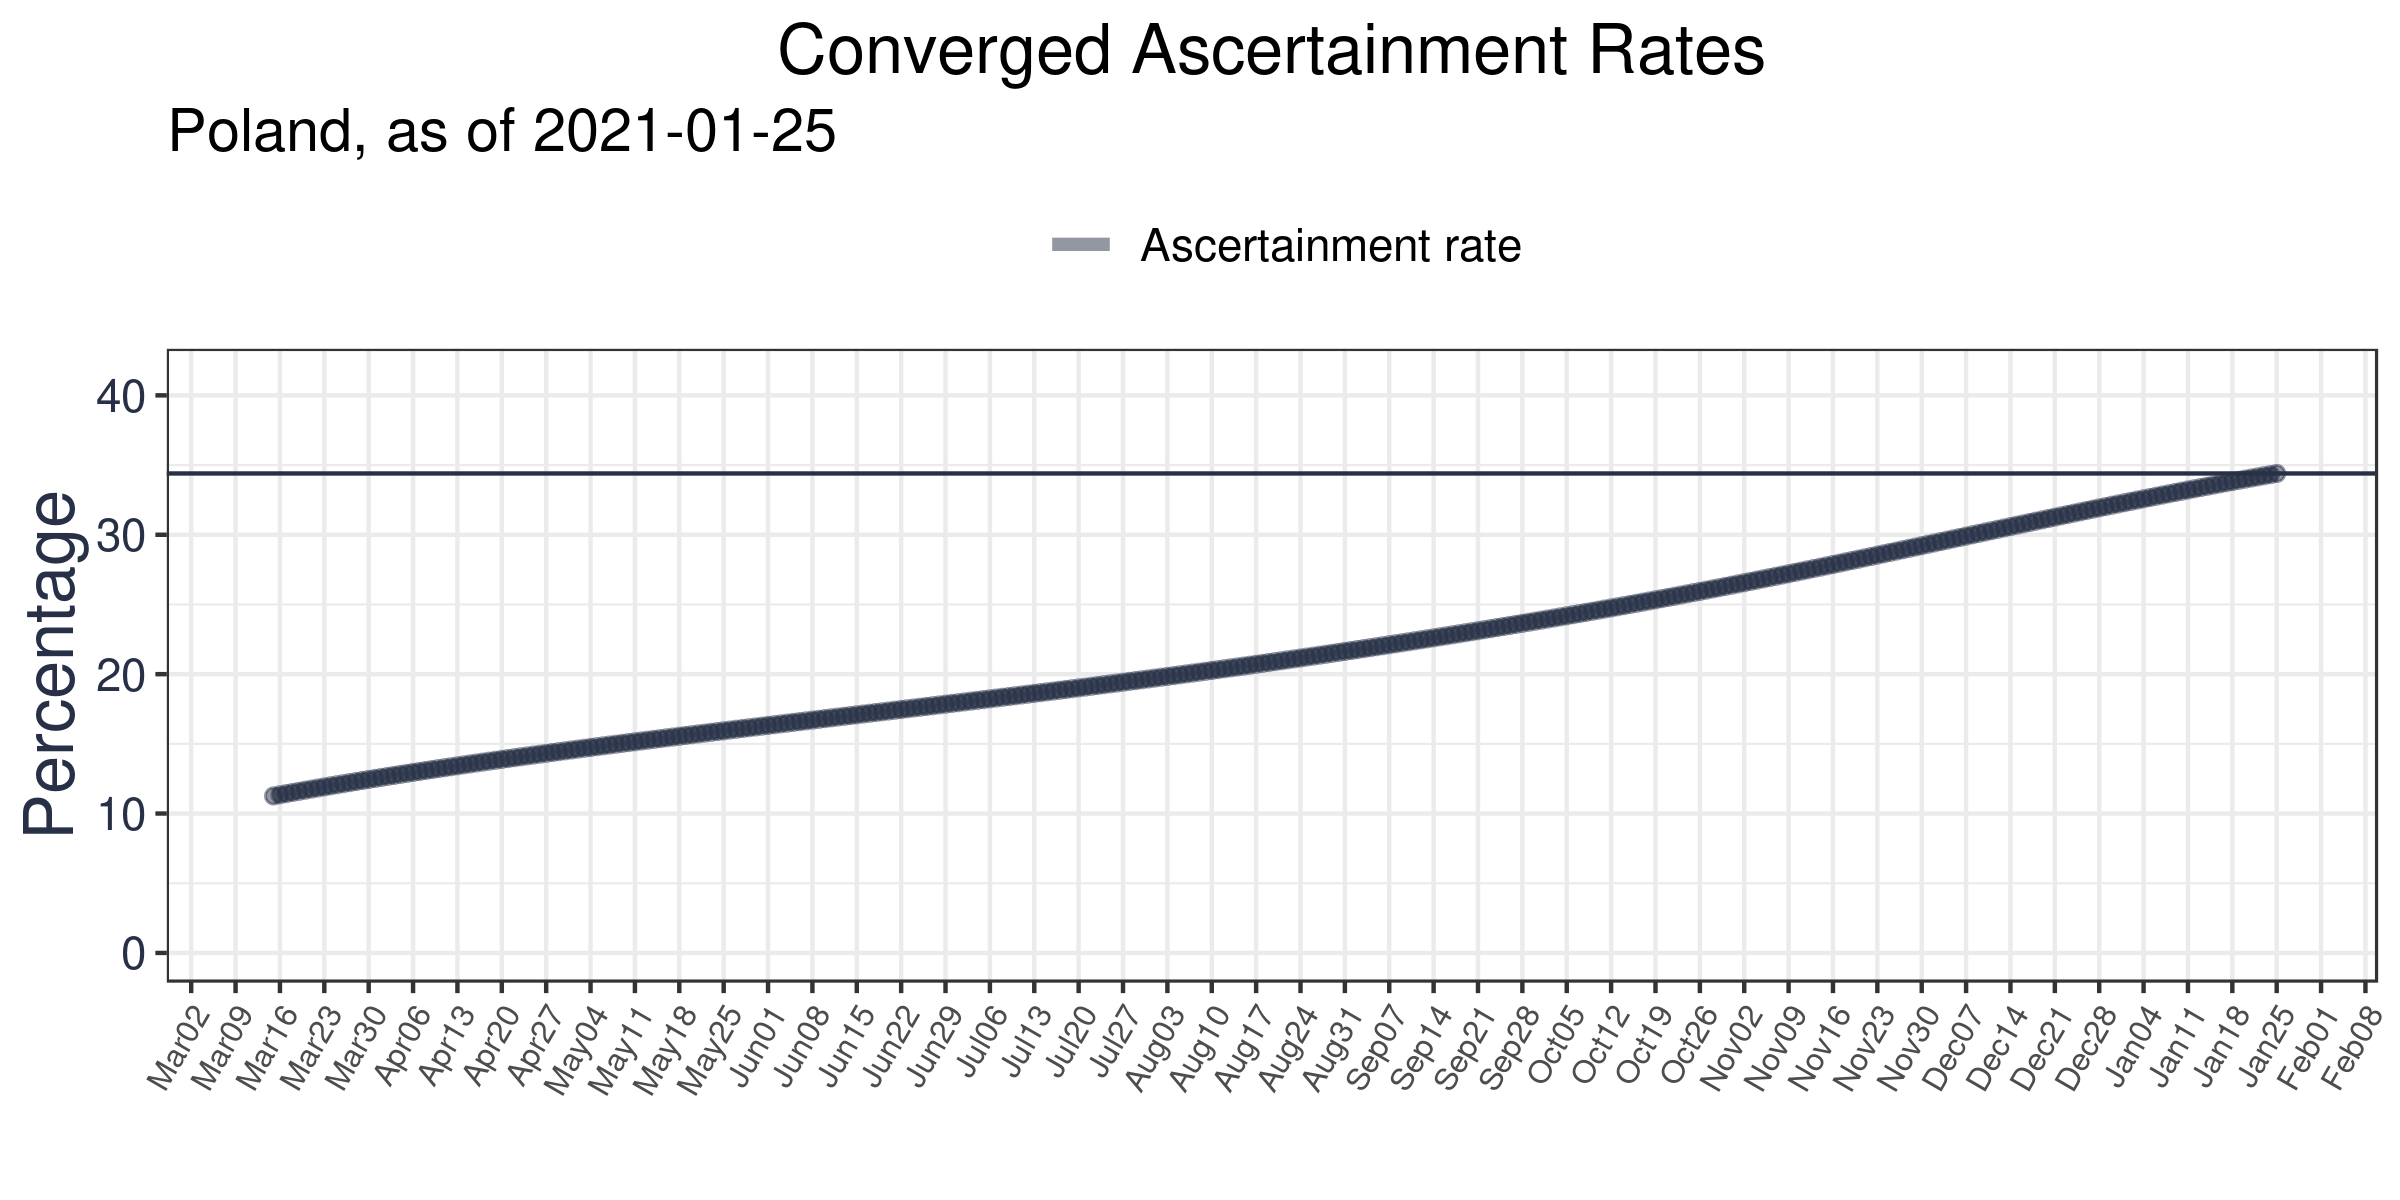 Converged Ascertainment Rates
Poland, as of 2021-01-25
Ascertainment rate
Percentage
40
30
20
10
0
Mar02
Mar09
Mar16
Mar23
Mar30
Apr06
Apr13
Apr20
Apr27
May04
May11
May18
May25
Jun01
Jun08
Jun15
Jun22
Jun29
Jul06
Jul13
Jul20
Jul27
Aug03
Aug10
Aug17
Aug24
Aug31
Sep07
Sep14
Sep21
Sep28
Oct05
Oct12
Oct19
Oct26
Nov02
Nov09
Nov16
Nov23
Nov30
Dec07
Dec14
Dec21
Dec28
Jan04
Jan11
Jan18
Jan25
Feb01
Feb08